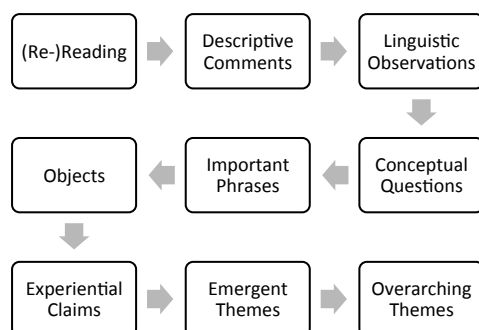 (Re-)Reading
Descriptive
Comments
Linguistic
Observations
Conceptual
Questions
Important
Phrases
Objects
Experiential
Claims
Emergent
Themes
Overarching
Themes